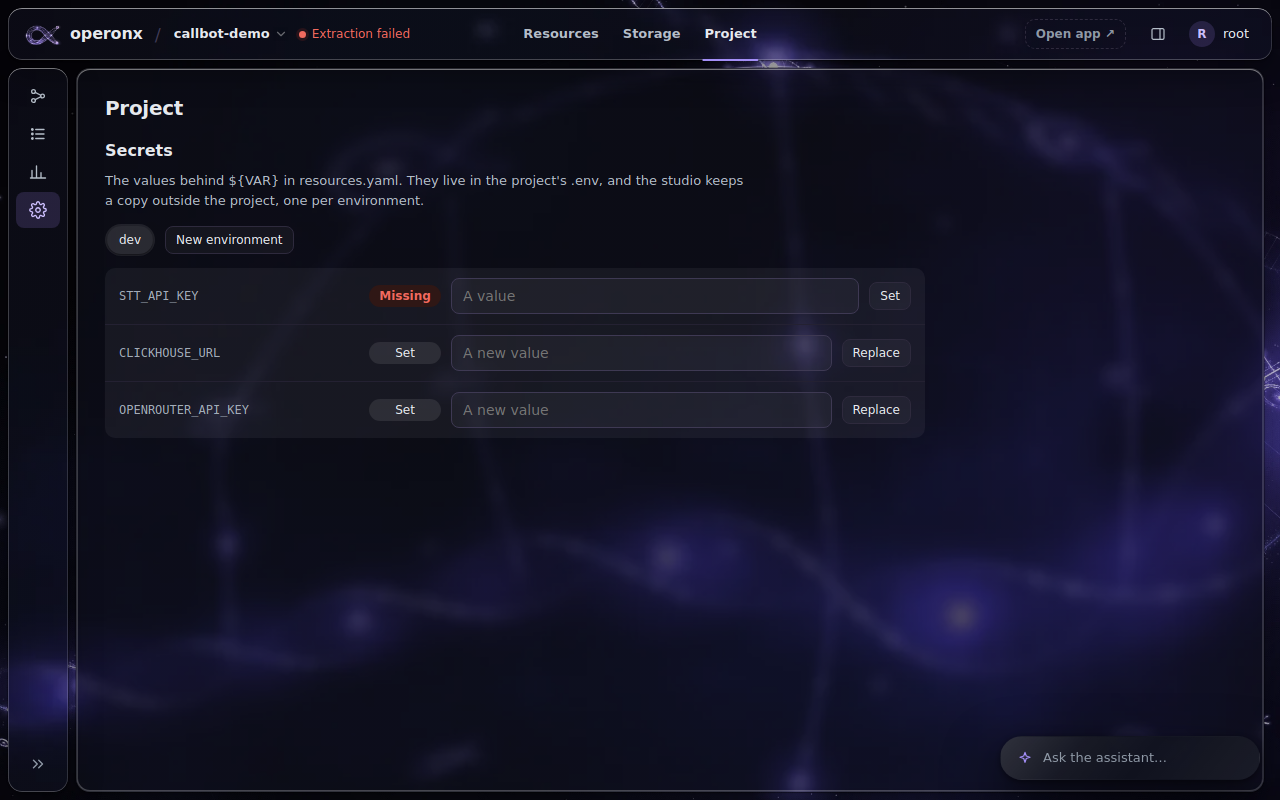 operonx / callbot-demo Extraction failed Resources Storage Project Open app ↗ R root
Project
Secrets
The values behind ${VAR} in resources.yaml. They live in the project's .env, and the studio keeps
a copy outside the project, one per environment.
dev New environment
STT_API_KEY Missing A value Set
CLICKHOUSE_URL Set A new value Replace
OPENROUTER_API_KEY Set A new value Replace
Ask the assistant...